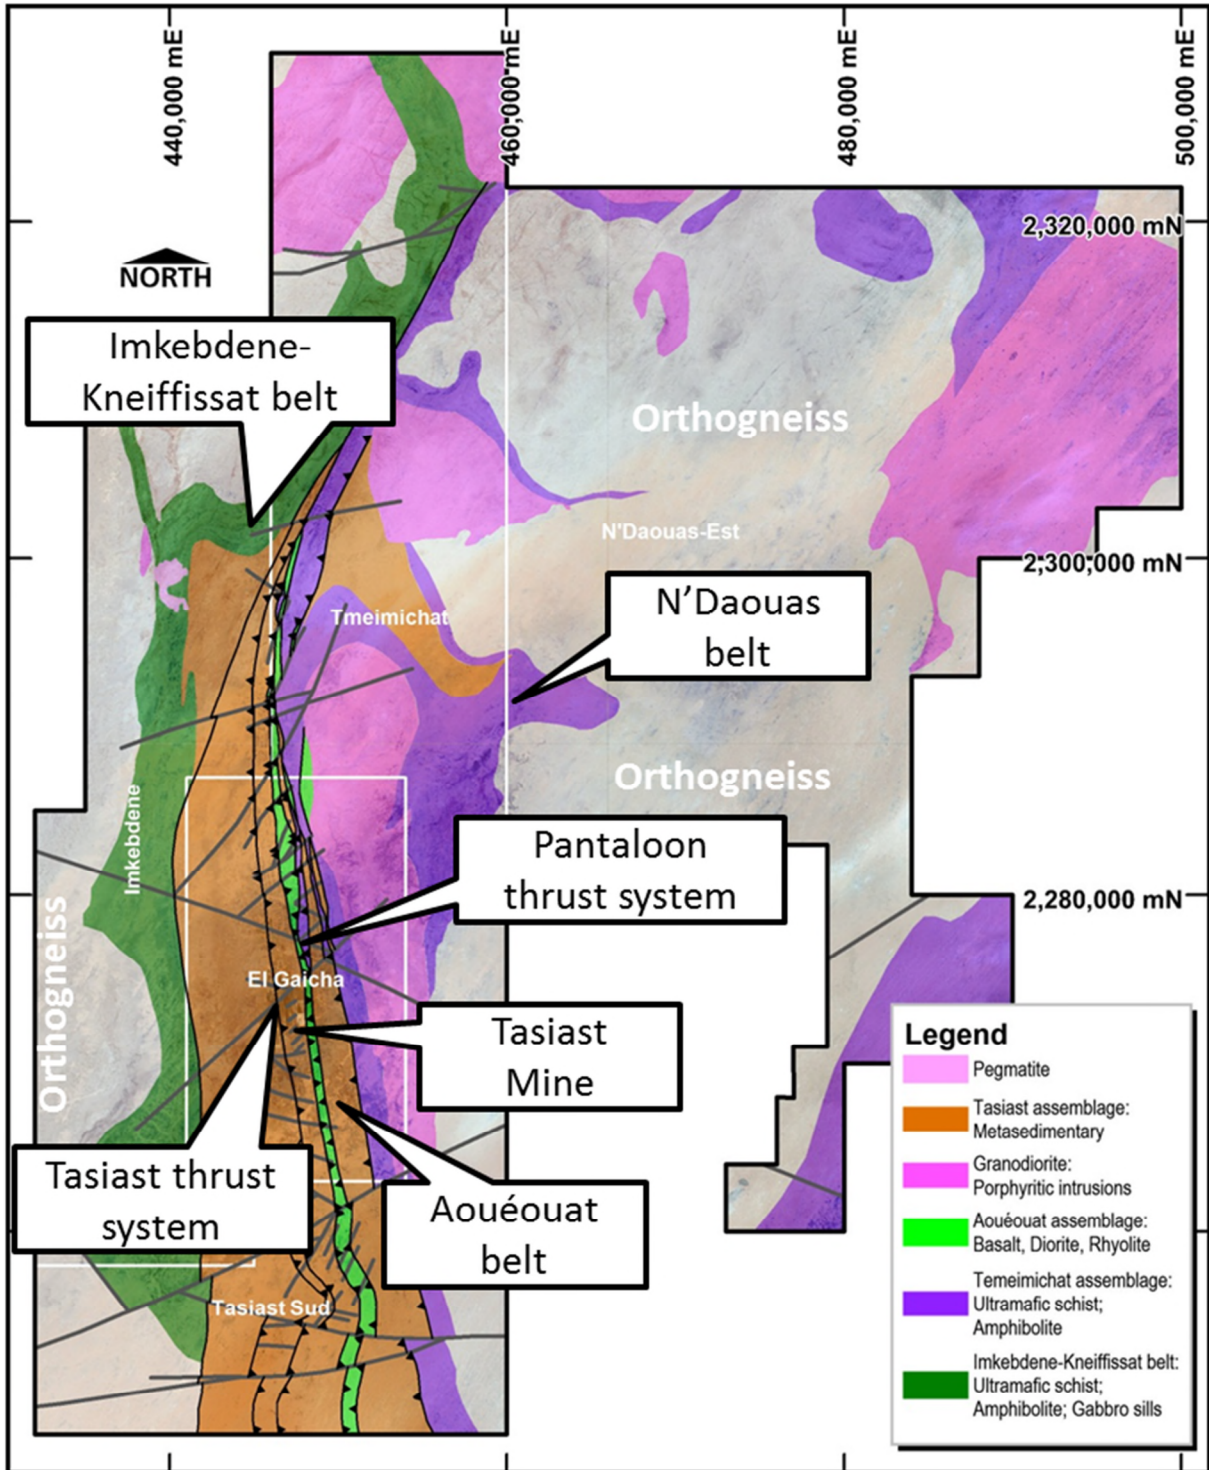 440,000 mE
460,000 mE
480,000 mE
500,000 mE
2,320,000 mN
NORTH
Imkebdene-
Kneiffissat belt
Orthogneiss
N'Daouas-Est
2,300,000 mN
N'Daouas
belt
Tmeimichat
Orthogneiss
Imkebdene
Pantaloon
thrust system
2,280,000 mN
Orthogneiss
El Gaicha
Tasiast
Mine
Tasiast thrust
system
Aouéouat
belt
Tasiast Sud
Legend
Pegmatite
Tasiast assemblage:
Metasedimentary
Granodiorite:
Porphyritic intrusions
Aouéouat assemblage:
Basalt, Diorite, Rhyolite
Temeimichat assemblage:
Ultramafic schist;
Amphibolite
Imkebdene-Kneiffissat belt:
Ultramafic schist;
Amphibolite; Gabbro sills